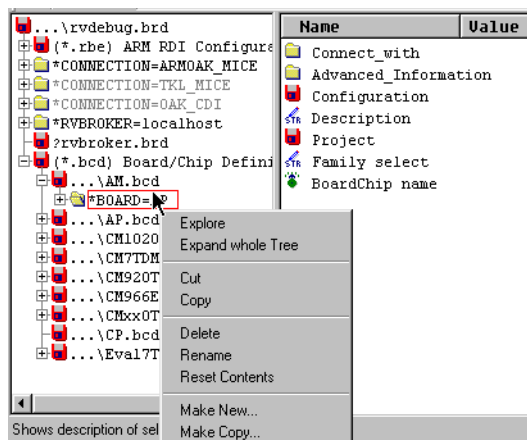 ...\rvdebug.brd
(*.rbe) ARM RDI Configura
*CONNECTION=ARMOAK_MICE
*CONNECTION=TKL_MICE
*CONNECTION=OAK_CDI
*RVBROKER=localhost
?rvbroker.brd
(*.bcd) Board/Chip Defini
...\AM.bcd
*BOARD= P
...\AP.bcd
...\CM1020
...\CM7TDM
...\CM920T
...\CM966E
...\CMxx0T
...\CP.bcd
...\Eval7T
Shows description of sel
Name Value
Connect_with
Advanced_Information
Configuration
STR Description
Project
STR Family select
BoardChip name
Explore
Expand whole Tree
Cut
Copy
Delete
Rename
Reset Contents
Make New...
Make Copy...